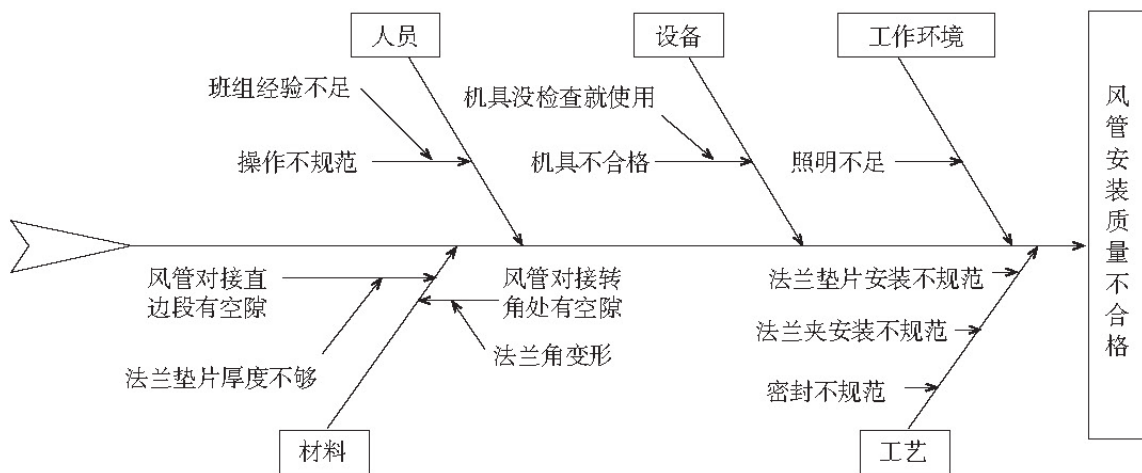 人员
设备
工作环境
班组经验不足
机具没检查就使用
操作不规范
机具不合格
照明不足
风管安装质量不合格
风管对接直
边段有空隙
风管对接转
角处有空隙
法兰垫片安装不规范
法兰夹安装不规范
法兰角变形
法兰垫片厚度不够
密封不规范
材料
工艺